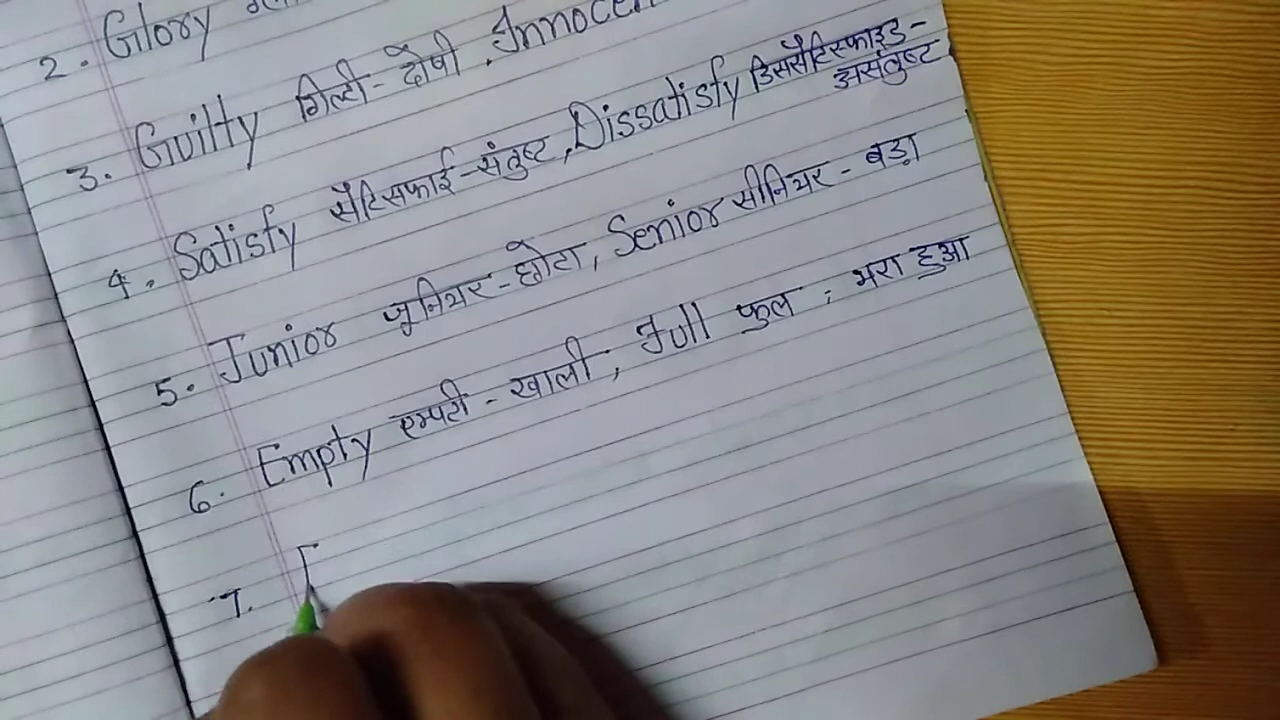 2. Glory
3. Guilty गिल्टी - दोषी, Innocen
4. Satisfy सैटिसफाई - संतुष्ट, Dissatisfy डिससैटिस्फाइड - असंतुष्ट
5. Junior जूनियर - छोटा, Senior सीनियर - बड़ा
6. Empty एम्पटी - खाली, Full फुल : भरा हुआ
7.